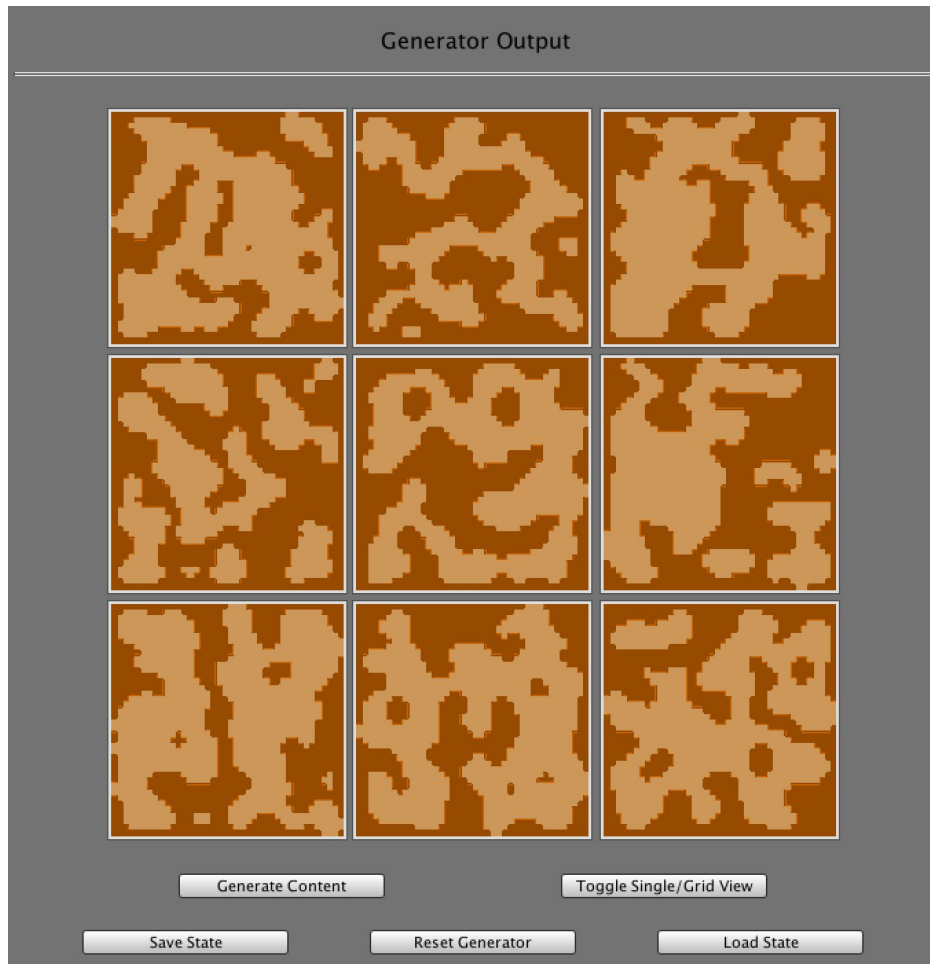 Generator Output
Generate Content
Toggle Single/Grid View
Save State
Reset Generator
Load State